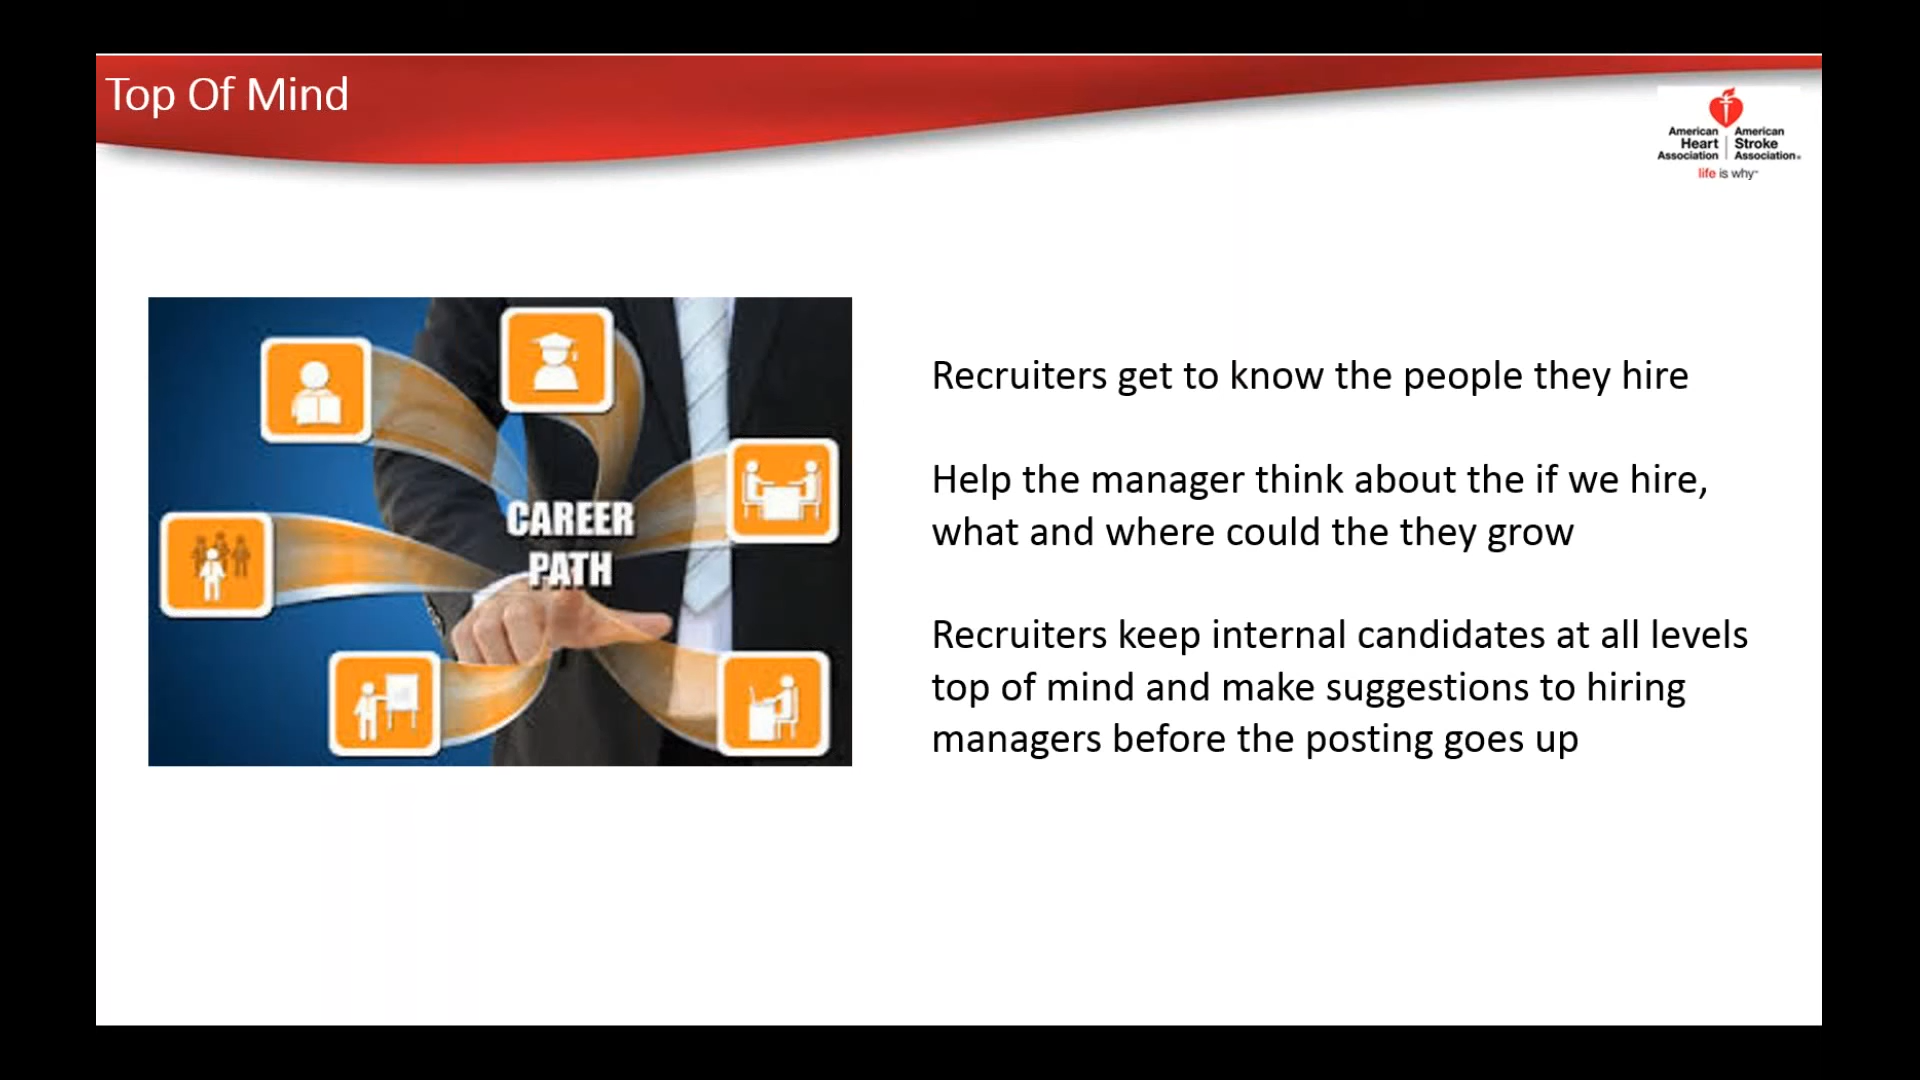 Top Of Mind
American American
Heart Stroke
Association Association®
life is why™
CAREER
PATH
Recruiters get to know the people they hire
Help the manager think about the if we hire,
what and where could the they grow
Recruiters keep internal candidates at all levels
top of mind and make suggestions to hiring
managers before the posting goes up